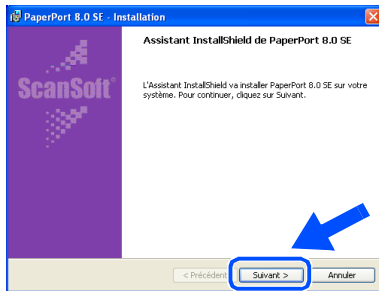 PaperPort 8.0 SE - Installation
Assistant InstallShield de PaperPort 8.0 SE
ScanSoft®
L'Assistant InstallShield va installer PaperPort 8.0 SE sur votre
système. Pour continuer, cliquez sur Suivant.
< Précédent
Suivant >
Annuler